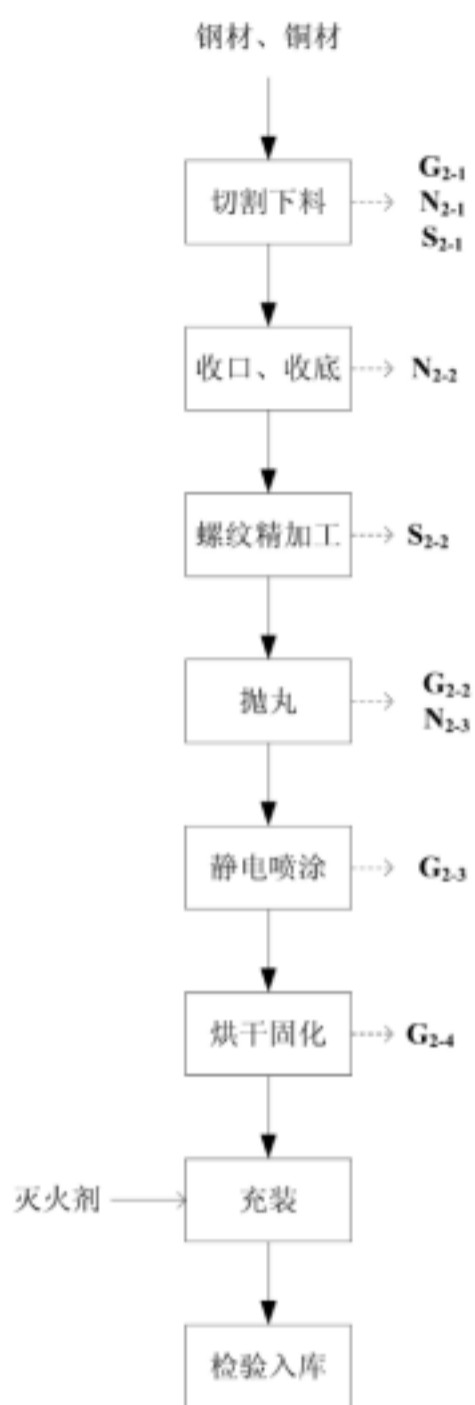 钢材、铜材
G2-1
切割下料
N2-1
S2-1
收口、收底
N2-2
螺纹精加工
S2-2
抛丸
G2-2
N2-3
静电喷涂
G2-3
烘干固化
G2-4
灭火剂
充装
检验入库